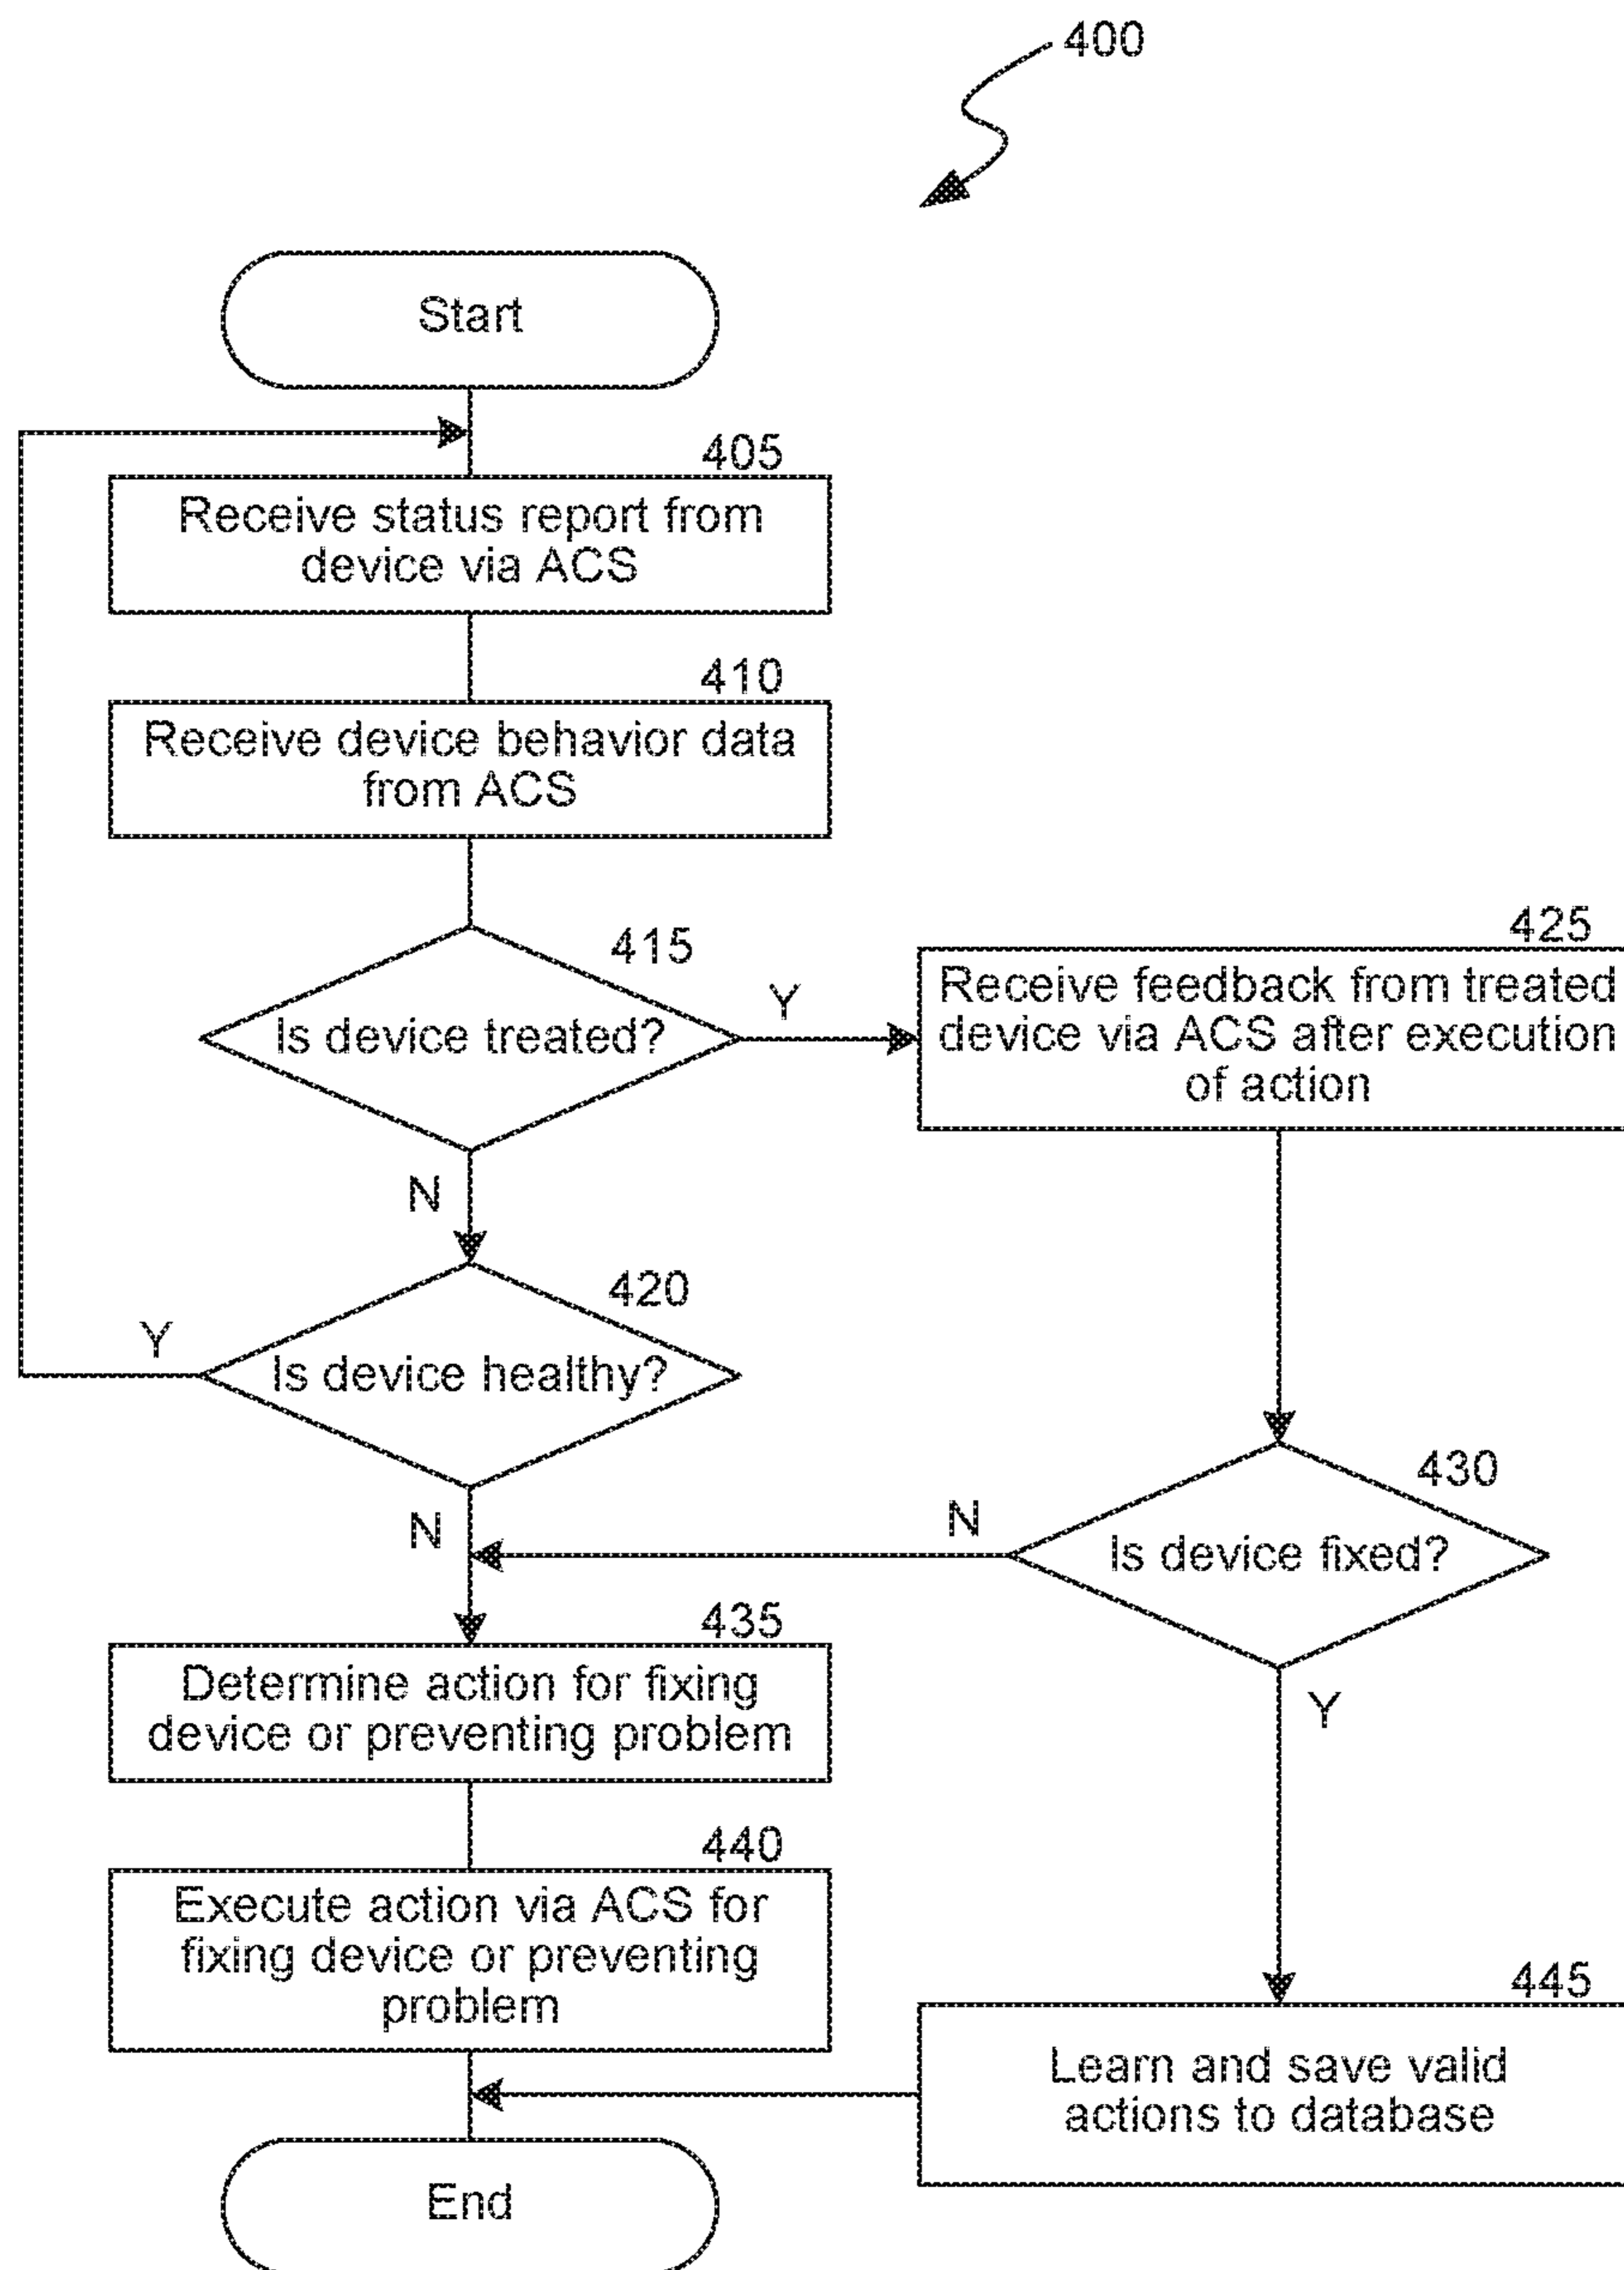 400
Start
405
Receive status report from
device via ACS
410
Receive device behavior data
from ACS
415
Is device treated?
Y
N
425
Receive feedback from treated
device via ACS after execution
of action
420
Is device healthy?
Y
N
430
Is device fixed?
N
Y
435
Determine action for fixing
device or preventing problem
440
Execute action via ACS for
fixing device or preventing
problem
445
Learn and save valid
actions to database
End